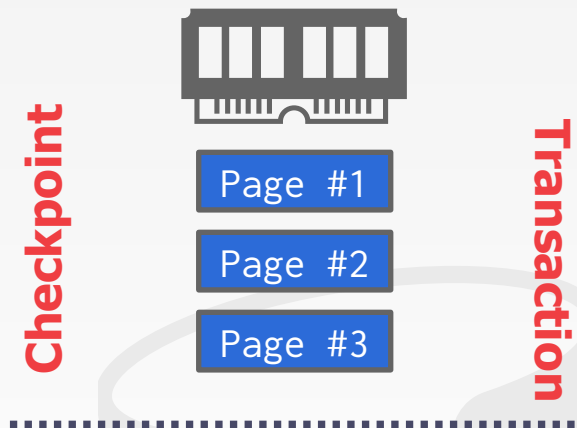 Checkpoint
Page #1
Page #2
Page #3
Transaction